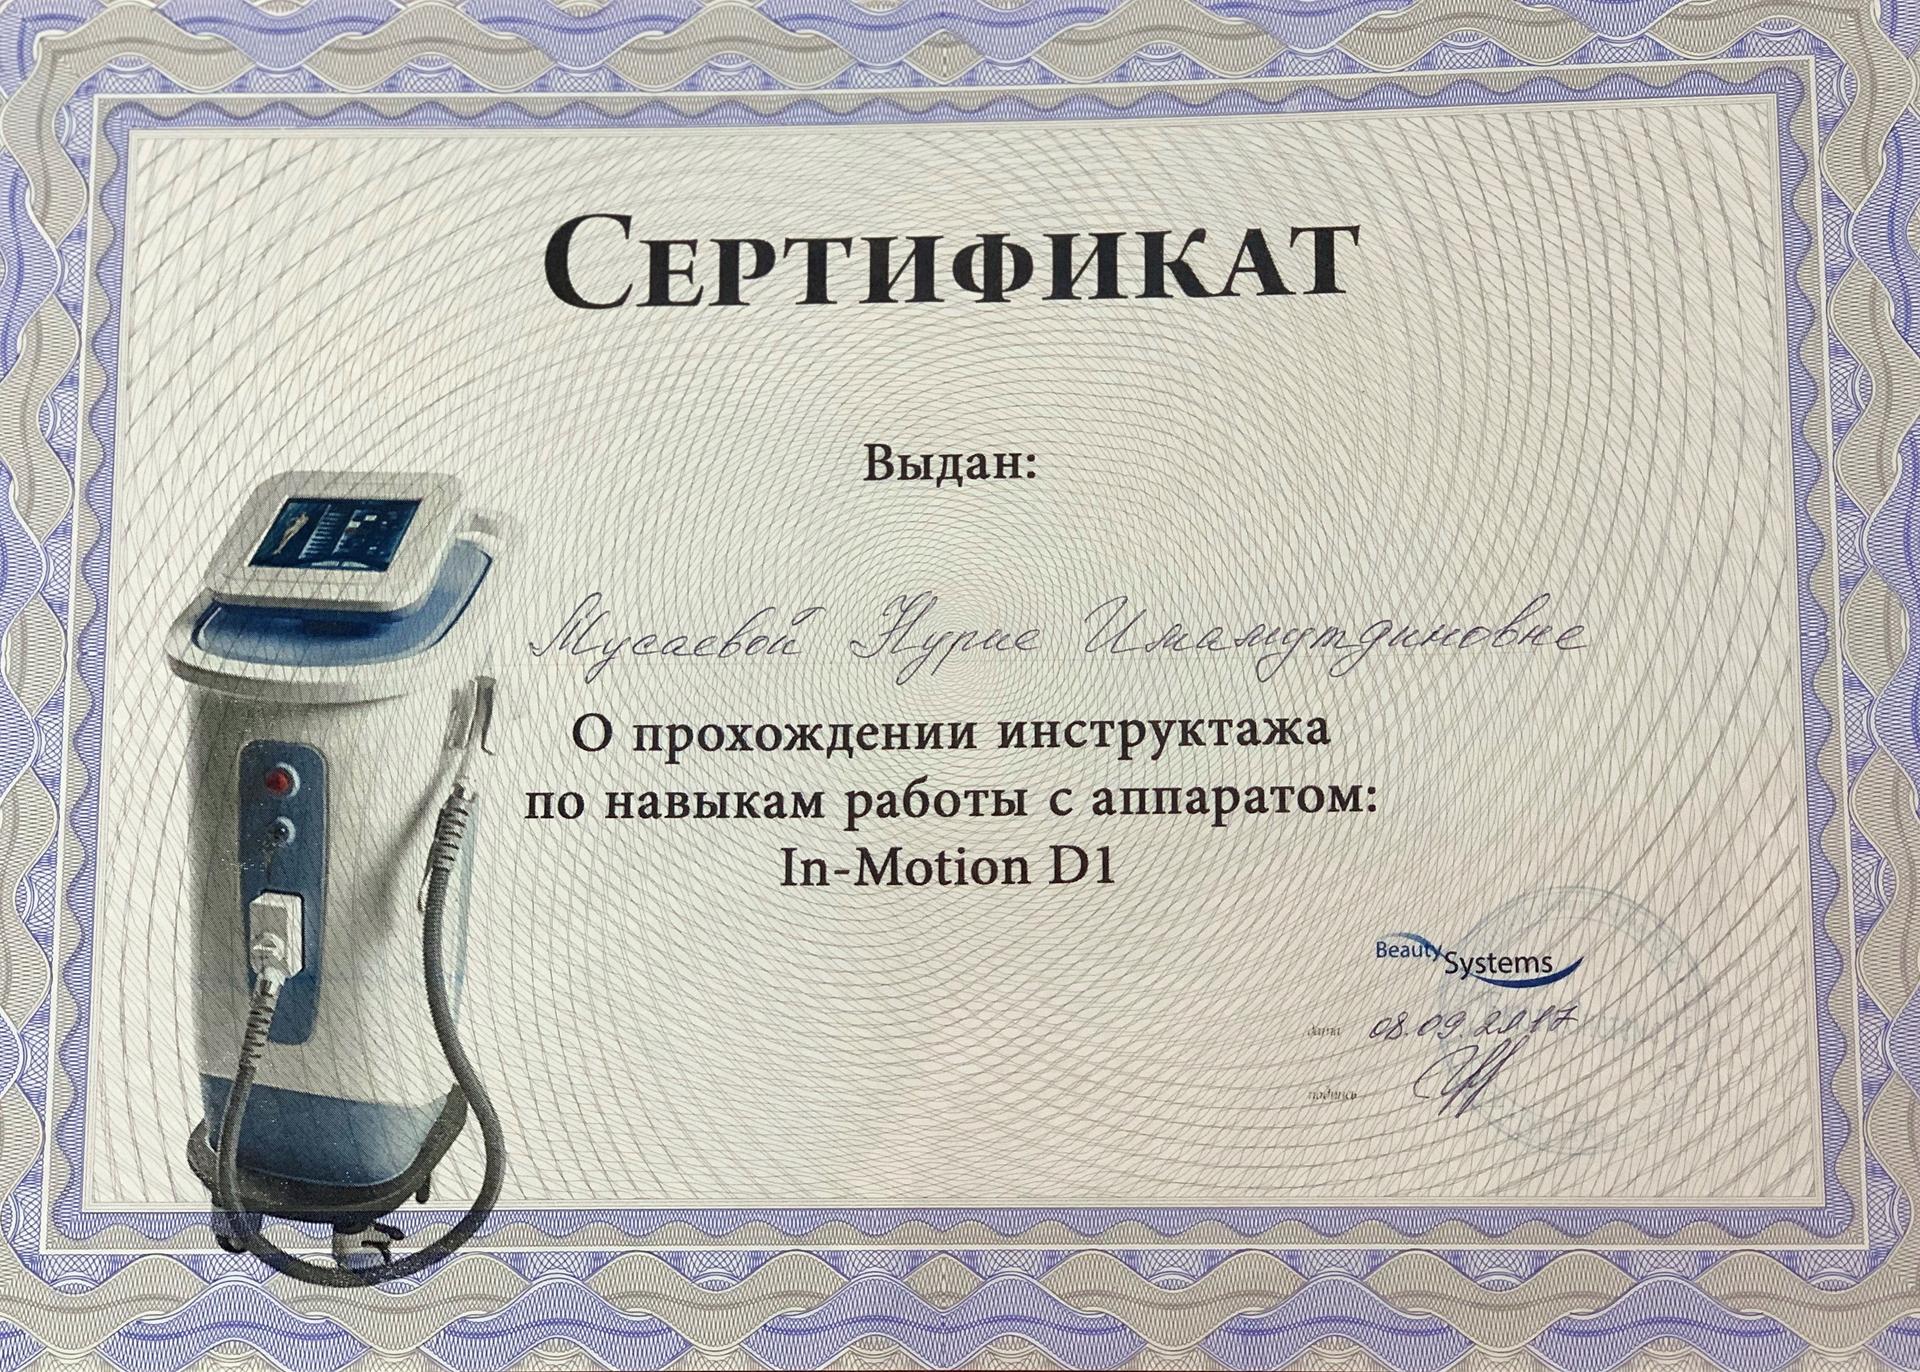 Сертификат
Выдан:
Мусаевой Нурие Имамутдиновне
О прохождении инструктажа
по навыкам работы с аппаратом:
In-Motion D1
Beauty Systems
дата 08.09.2017
подпись